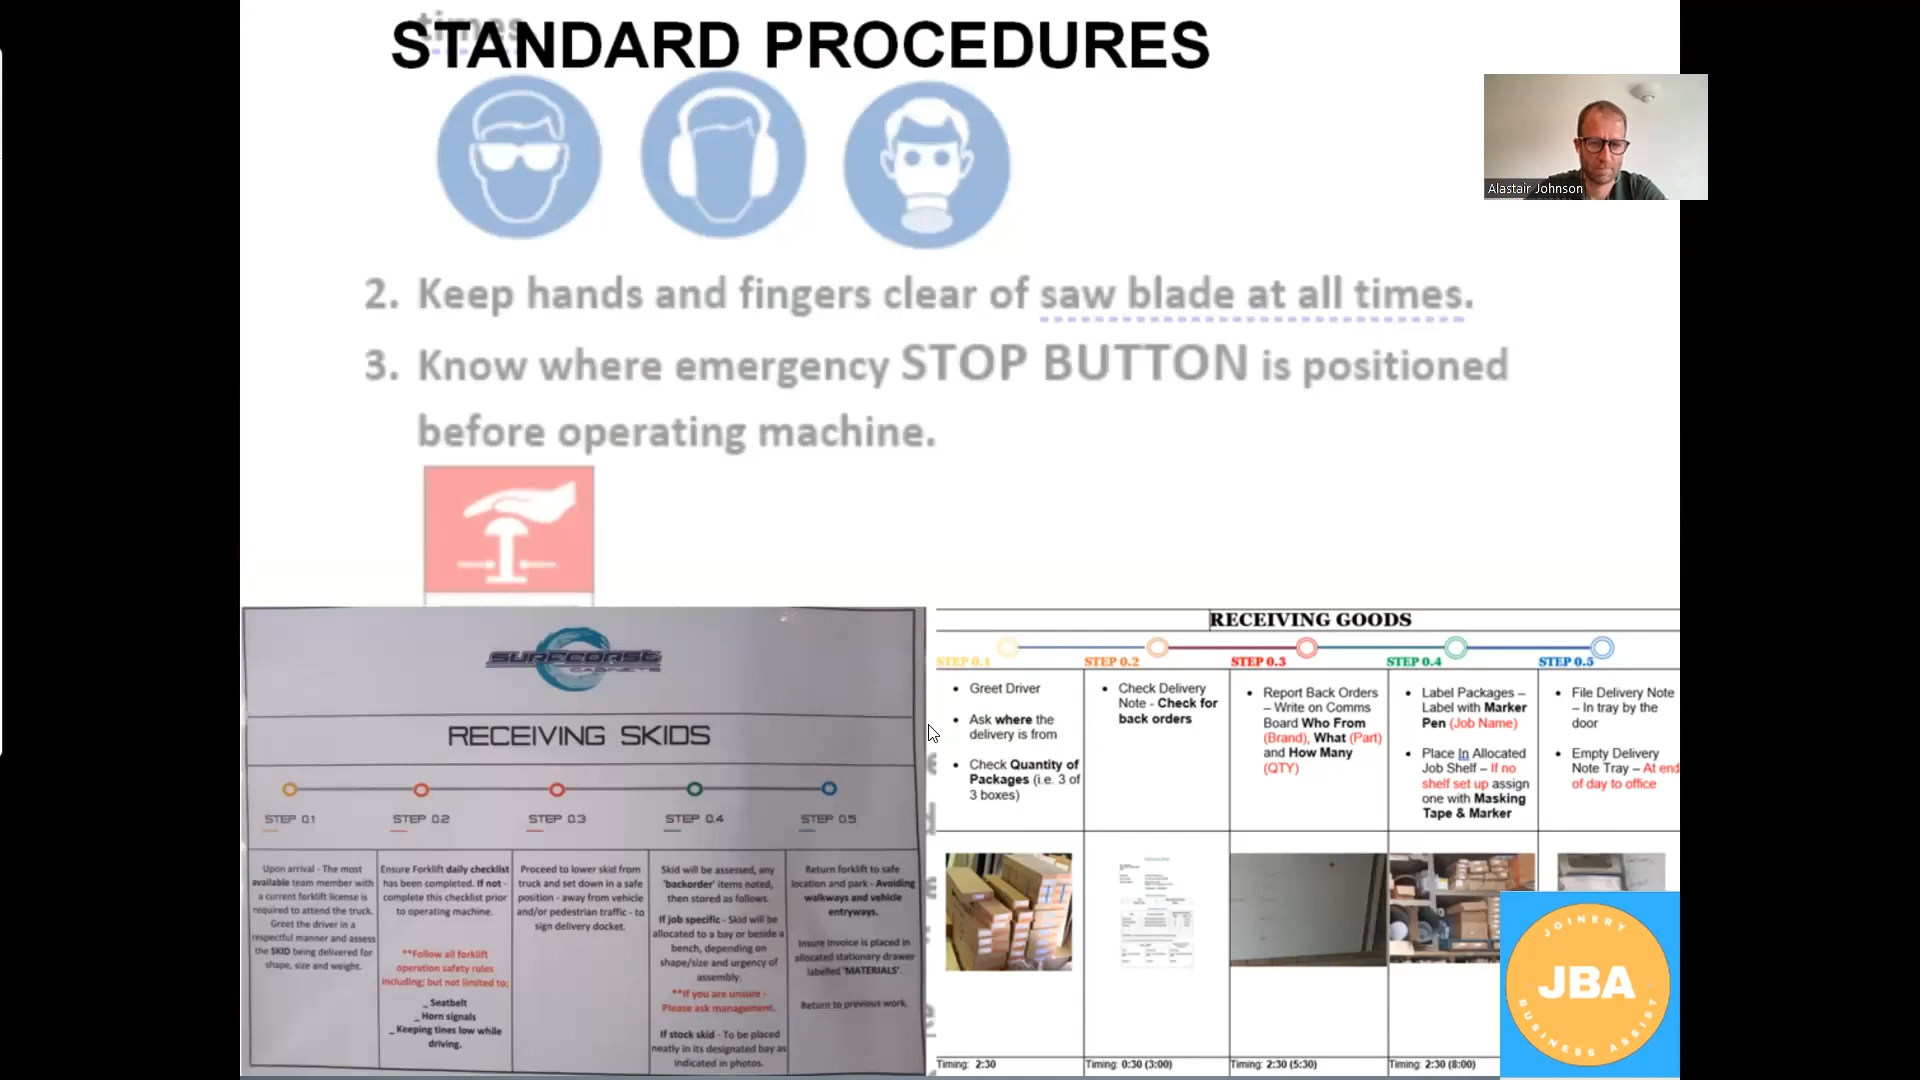 times
STANDARD PROCEDURES
Alastair Johnson
2. Keep hands and fingers clear of saw blade at all times.
3. Know where emergency STOP BUTTON is positioned
before operating machine.
SURFCOAST
CABINETS
RECEIVING SKIDS
STEP 0.1
STEP 0.2
STEP 0.3
STEP 0.4
STEP 0.5
Upon arrival - The most
available team member with
a current forklift license is
required to attend the truck.
Greet the driver in a
respectful manner and assess
the SKID being delivered for
shape, size and weight.
Ensure Forklift daily checklist
has been completed. If not -
complete this checklist prior
to operating machine.
**Follow all forklift
operation safety rules
including; but not limited to;
_ Seatbelt
_ Horn signals
_ Keeping tines low while
driving.
Proceed to lower skid from
truck and set down in a safe
position - away from vehicle
and/or pedestrian traffic - to
sign delivery docket.
Skid will be assessed, any
'backorder' items noted,
then stored as follows.
If job specific - Skid will be
allocated to a bay or beside a
bench, depending on
shape/size and urgency of
assembly.
**If you are unsure -
Please ask management.
If stock skid - To be placed
neatly in its designated bay as
indicated in photos.
Return forklift to safe
location and park - Avoiding
walkways and vehicle
entryways.
Insure Invoice is placed in
allocated stationary drawer
labelled 'MATERIALS'.
Return to previous work.
RECEIVING GOODS
STEP 0.1
STEP 0.2
STEP 0.3
STEP 0.4
STEP 0.5
• Greet Driver
• Ask where the
delivery is from
• Check Quantity of
Packages (i.e. 3 of
3 boxes)
• Check Delivery
Note - Check for
back orders
• Report Back Orders
– Write on Comms
Board Who From
(Brand), What (Part)
and How Many
(QTY)
• Label Packages –
Label with Marker
Pen (Job Name)
• Place In Allocated
Job Shelf – If no
shelf set up assign
one with Masking
Tape & Marker
• File Delivery Note
– In tray by the
door
• Empty Delivery
Note Tray – At end
of day to office
Timing: 2:30
Timing: 0:30 (3:00)
Timing: 2:30 (5:30)
Timing: 2:30 (8:00)
JOINERY
JBA
BUSINESS ASSIST